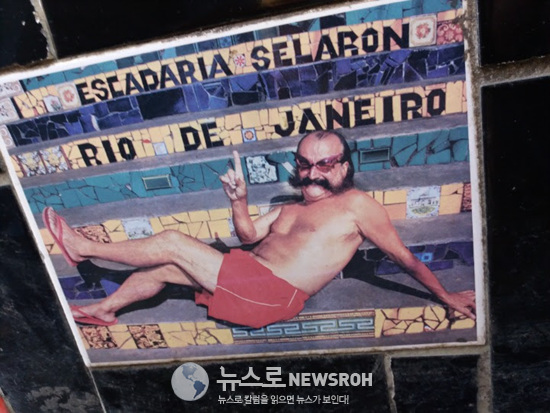 ESCADARIA SELARÓN
RIO DE JANEIRO
뉴스로 NEWSROH
뉴스로 칼럼을 읽으면 뉴스가 보인다!